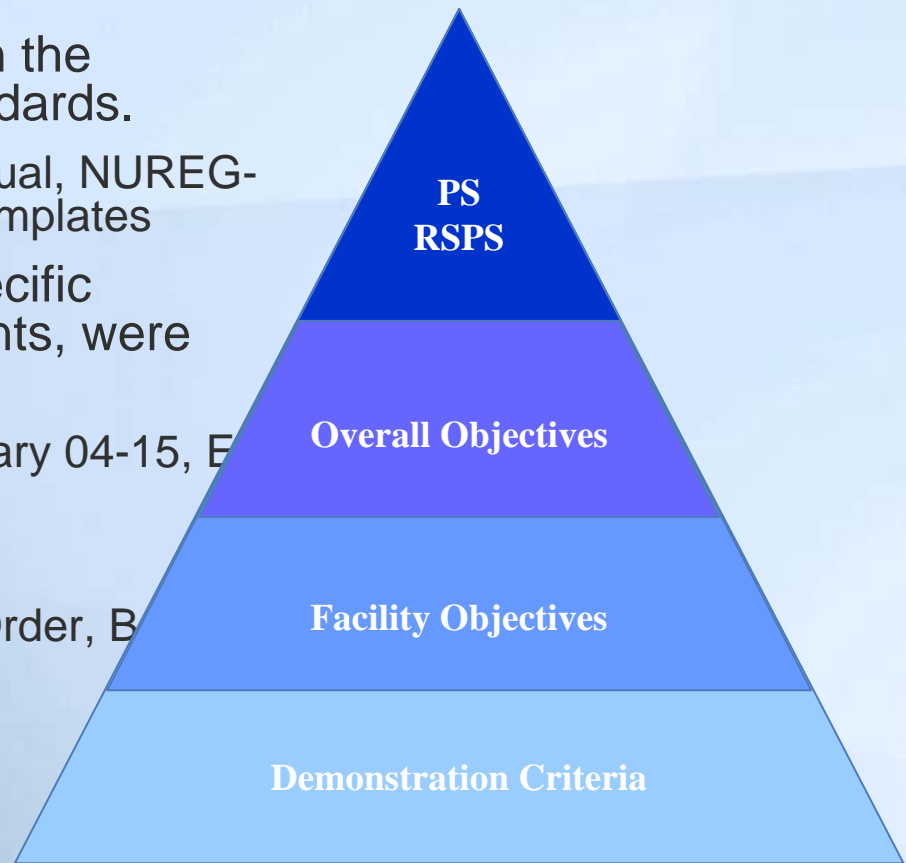 n the
dards.
ual, NUREG-
mplates
ecific
nts, were
ary 04-15, E
rder, B
PS
RSPS
Overall Objectives
Facility Objectives
Demonstration Criteria